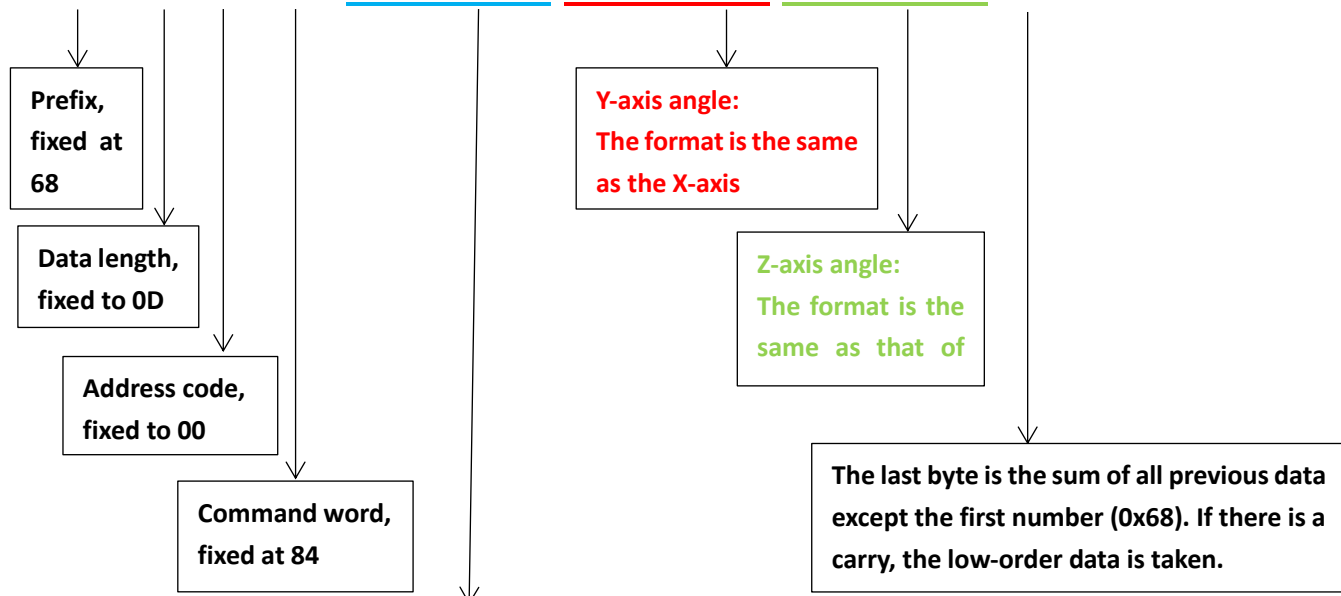 Prefix,
fixed at
68
Y-axis angle:
The format is the same
as the X-axis
Data length,
fixed to 0D
Z-axis angle:
The format is the
same as that of
Address code,
fixed to 00
Command word,
fixed at 84
The last byte is the sum of all previous data
except the first number (0x68). If there is a
carry, the low-order data is taken.